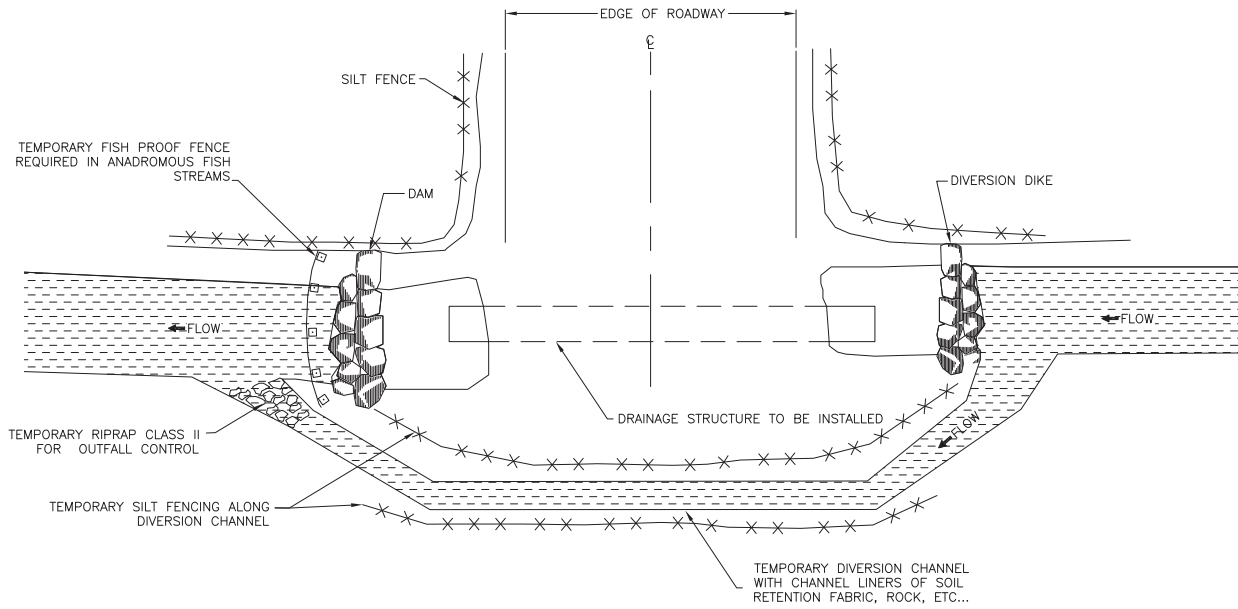 EDGE OF ROADWAY
℄
SILT FENCE
TEMPORARY FISH PROOF FENCE
REQUIRED IN ANADROMOUS FISH
STREAMS
DAM
DIVERSION DIKE
FLOW
FLOW
DRAINAGE STRUCTURE TO BE INSTALLED
FLOW
TEMPORARY RIPRAP CLASS II
FOR OUTFALL CONTROL
TEMPORARY SILT FENCING ALONG
DIVERSION CHANNEL
TEMPORARY DIVERSION CHANNEL
WITH CHANNEL LINERS OF SOIL
RETENTION FABRIC, ROCK, ETC...